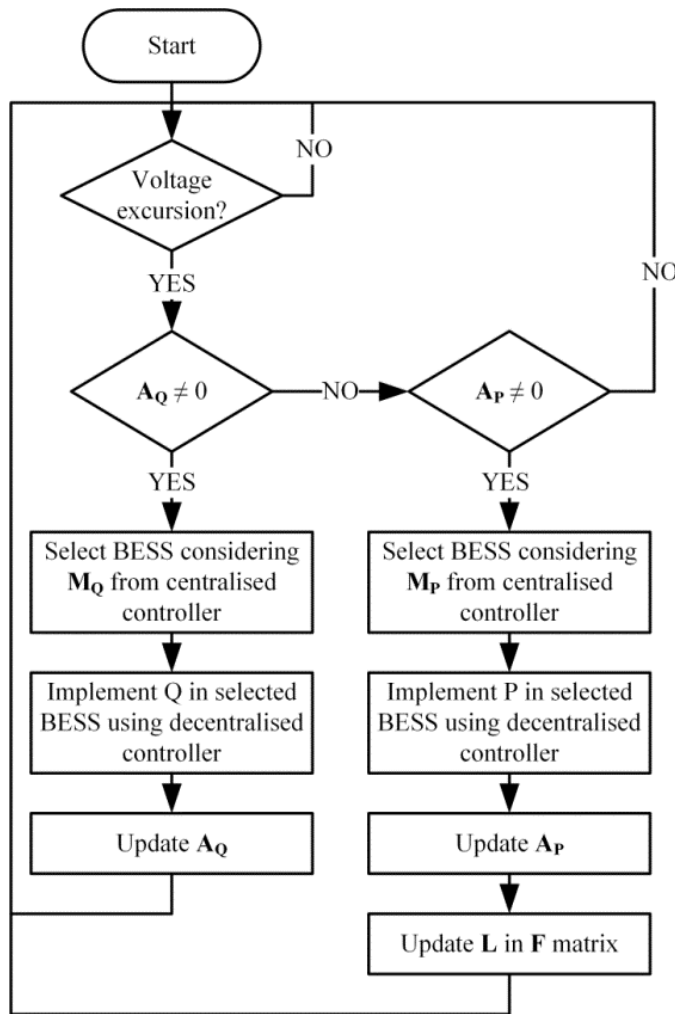 Start
NO
Voltage
excursion?
YES
NO
A_Q ≠ 0
NO
A_P ≠ 0
YES
YES
Select BESS considering
M_Q from centralised
controller
Select BESS considering
M_P from centralised
controller
Implement Q in selected
BESS using decentralised
controller
Implement P in selected
BESS using decentralised
controller
Update A_Q
Update A_P
Update L in F matrix